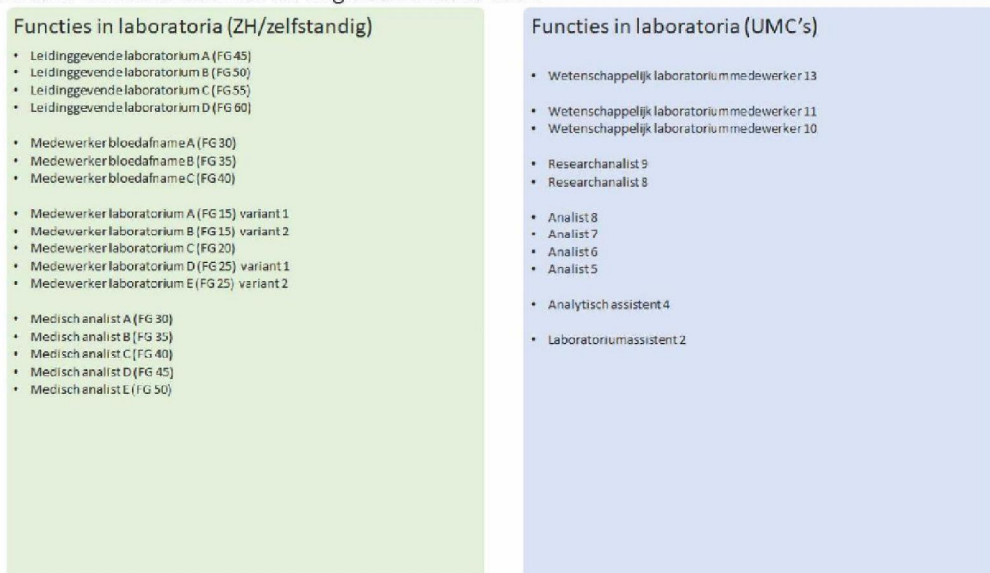 Functies in laboratoria (ZH/zelfstandig)
• Leidinggevende laboratorium A (FG 45)
• Leidinggevende laboratorium B (FG 50)
• Leidinggevende laboratorium C (FG 55)
• Leidinggevende laboratorium D (FG 60)
• Medewerker bloedafname A (FG 30)
• Medewerker bloedafname B (FG 35)
• Medewerker bloedafname C (FG 40)
• Medewerker laboratorium A (FG 15) variant 1
• Medewerker laboratorium B (FG 15) variant 2
• Medewerker laboratorium C (FG 20)
• Medewerker laboratorium D (FG 25) variant 1
• Medewerker laboratorium E (FG 25) variant 2
• Medisch analist A (FG 30)
• Medisch analist B (FG 35)
• Medisch analist C (FG 40)
• Medisch analist D (FG 45)
• Medisch analist E (FG 50)
Functies in laboratoria (UMC's)
• Wetenschappelijk laboratoriummedewerker 13
• Wetenschappelijk laboratoriummedewerker 11
• Wetenschappelijk laboratoriummedewerker 10
• Researchanalist 9
• Researchanalist 8
• Analist 8
• Analist 7
• Analist 6
• Analist 5
• Analytisch assistent 4
• Laboratoriumassistent 2